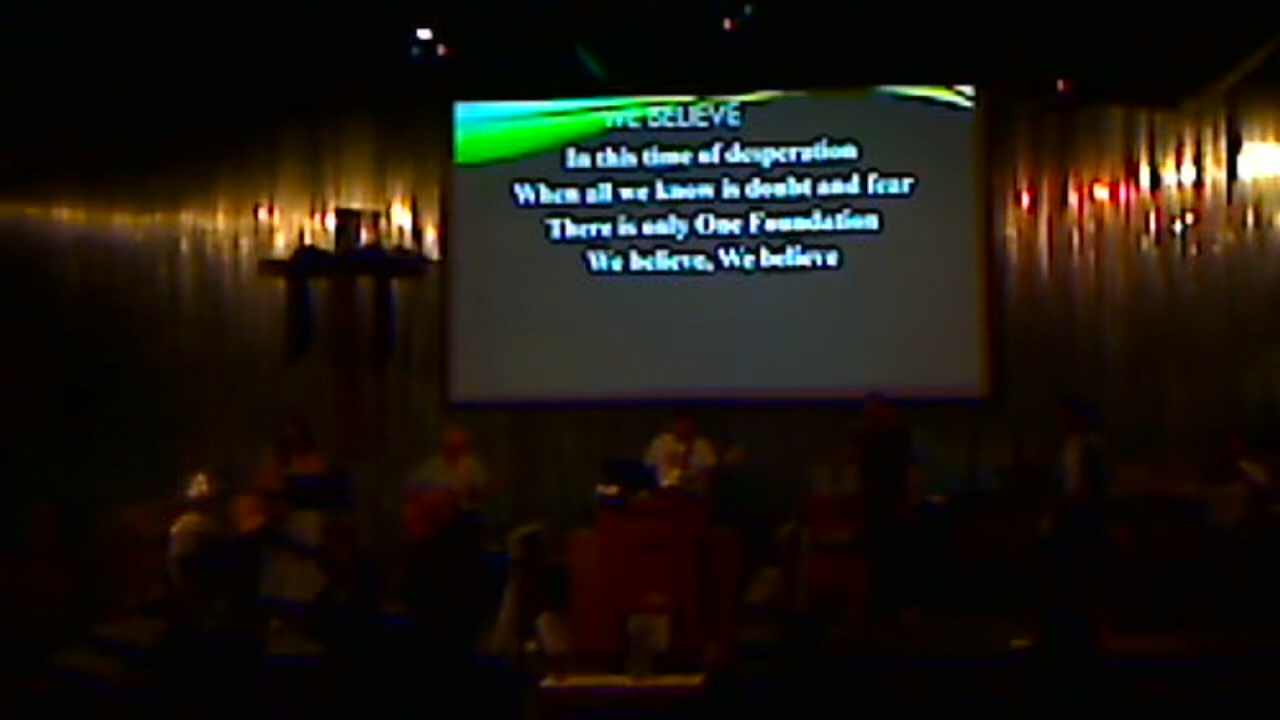 WE BELIEVE
In this time of desperation
When all we know is doubt and fear
There is only One Foundation
We believe, We believe